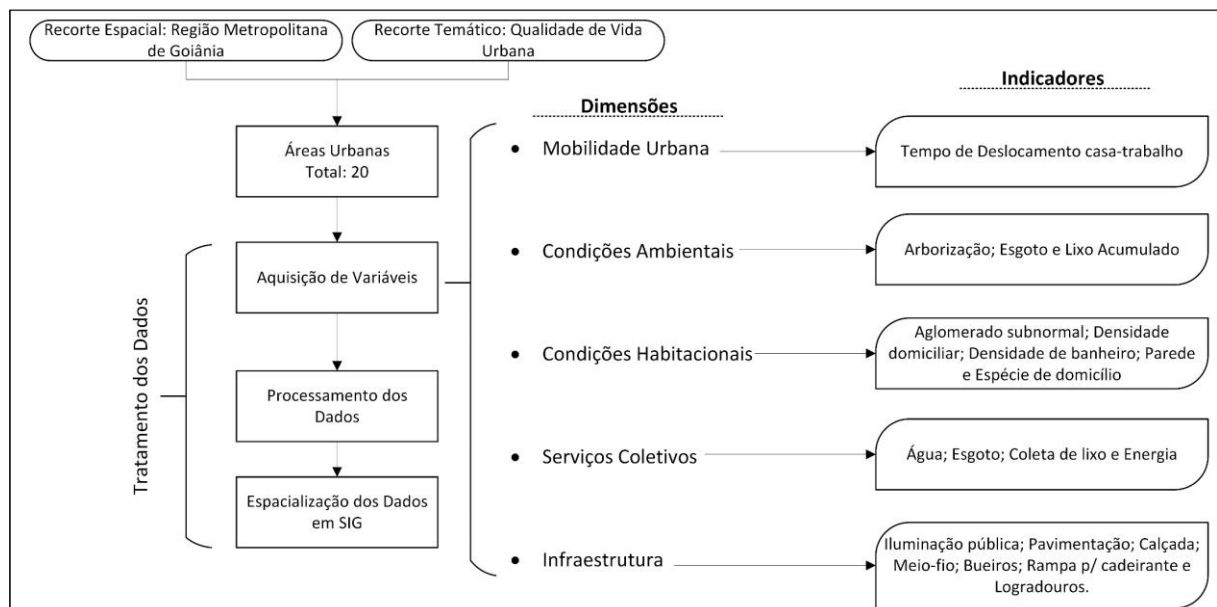 Recorte Espacial: Região Metropolitana
de Goiânia
Recorte Temático: Qualidade de Vida
Urbana
Áreas Urbanas
Total: 20
Tratamento dos Dados
Aquisição de Variáveis
Processamento dos
Dados
Espacialização dos Dados
em SIG
Dimensões
Indicadores
• Mobilidade Urbana
Tempo de Deslocamento casa-trabalho
• Condições Ambientais
Arborização; Esgoto e Lixo Acumulado
• Condições Habitacionais
Aglomerado subnormal; Densidade
domiciliar; Densidade de banheiro; Parede
e Espécie de domicílio
• Serviços Coletivos
Água; Esgoto; Coleta de lixo e Energia
• Infraestrutura
Iluminação pública; Pavimentação; Calçada;
Meio-fio; Bueiros; Rampa p/ cadeirante e
Logradouros.